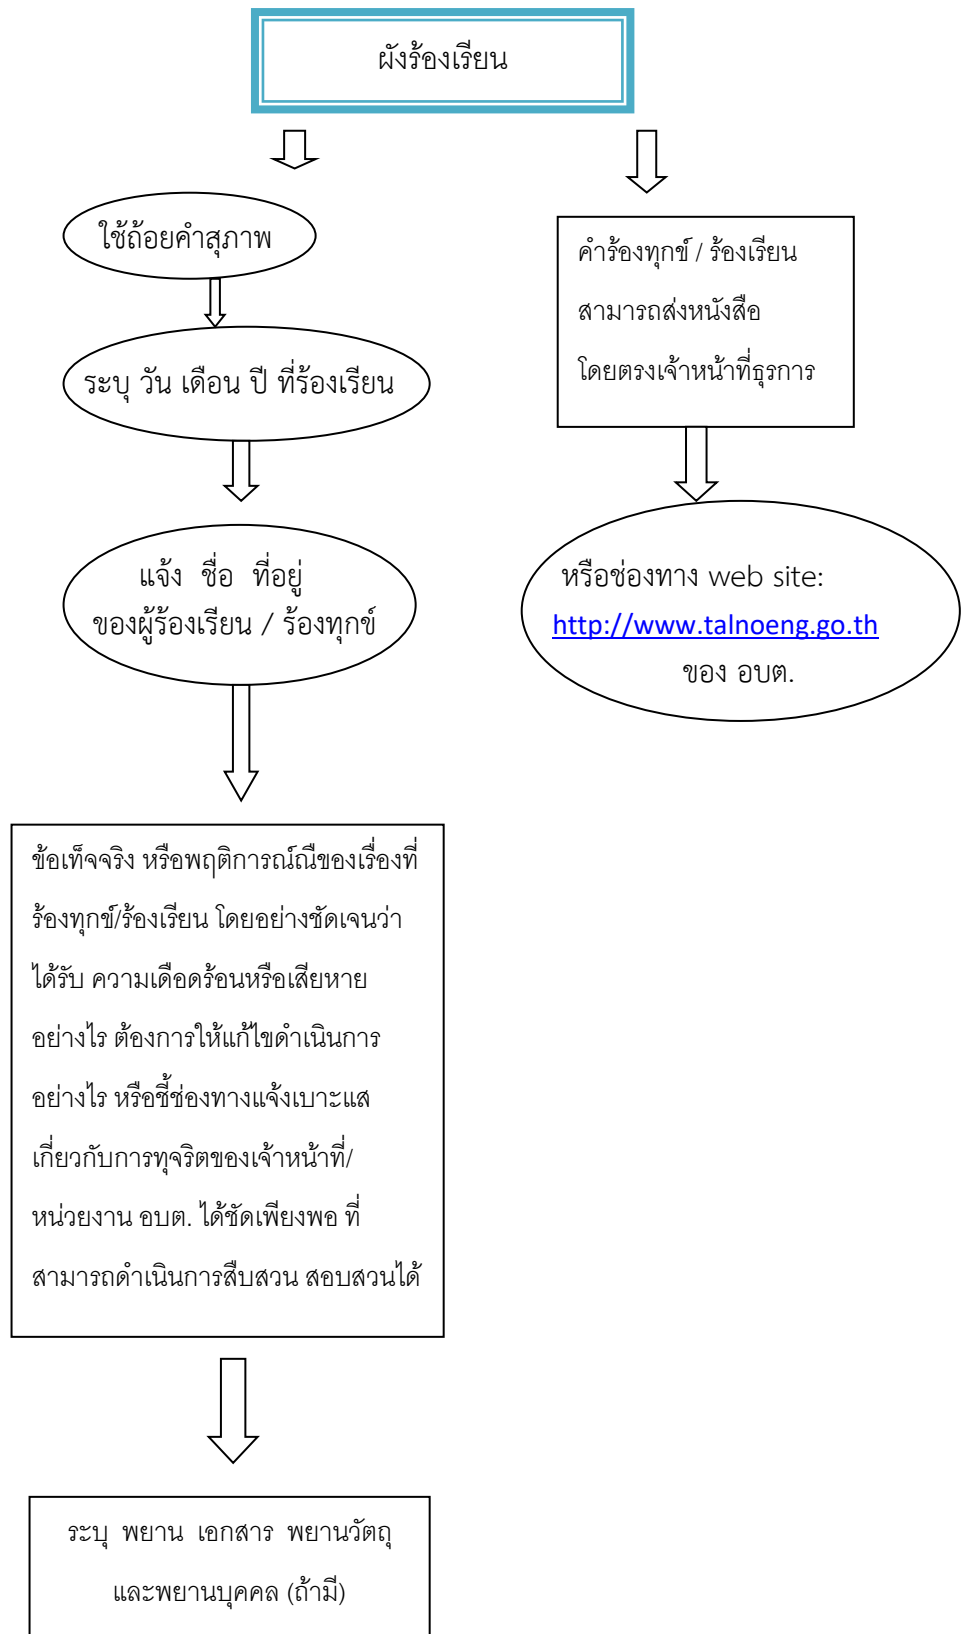 ผังร้องเรียน
ใช้ถ้อยคำสุภาพ
ระบุ วัน เดือน ปี ที่ร้องเรียน
แจ้ง ชื่อ ที่อยู่
ของผู้ร้องเรียน / ร้องทุกข์
ข้อเท็จจริง หรือพฤติการณ์ณืของเรื่องที่
ร้องทุกข์/ร้องเรียน โดยอย่างชัดเจนว่า
ได้รับ ความเดือดร้อนหรือเสียหาย
อย่างไร ต้องการให้แก้ไขดำเนินการ
อย่างไร หรือชี้ช่องทางแจ้งเบาะแส
เกี่ยวกับการทุจริตของเจ้าหน้าที่/
หน่วยงาน อบต. ได้ชัดเพียงพอ ที่
สามารถดำเนินการสืบสวน สอบสวนได้
ระบุ พยาน เอกสาร พยานวัตถุ
และพยานบุคคล (ถ้ามี)
คำร้องทุกข์ / ร้องเรียน
สามารถส่งหนังสือ
โดยตรงเจ้าหน้าที่ธุรการ
หรือช่องทาง web site:
http://www.talnoeng.go.th
ของ อบต.